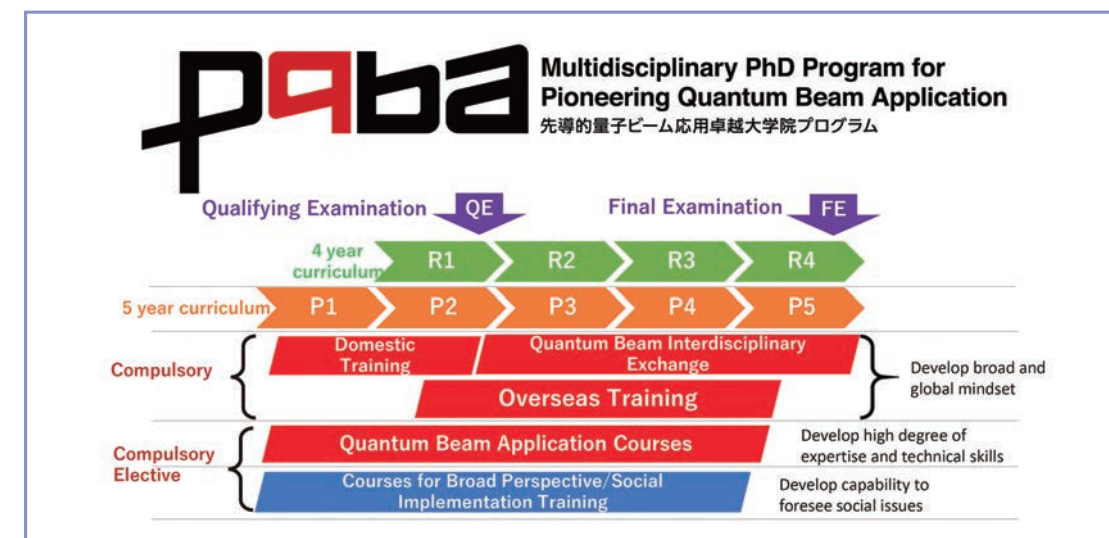 pqba
Multidisciplinary PhD Program for
Pioneering Quantum Beam Application
先導的量子ビーム応用卓越大学院プログラム
Qualifying Examination
QE
Final Examination
FE
4 year
curriculum
R1
R2
R3
R4
5 year curriculum
P1
P2
P3
P4
P5
Compulsory
Domestic
Training
Quantum Beam Interdisciplinary
Exchange
Overseas Training
Develop broad and
global mindset
Compulsory
Elective
Quantum Beam Application Courses
Develop high degree of
expertise and technical skills
Courses for Broad Perspective/Social
Implementation Training
Develop capability to
foresee social issues